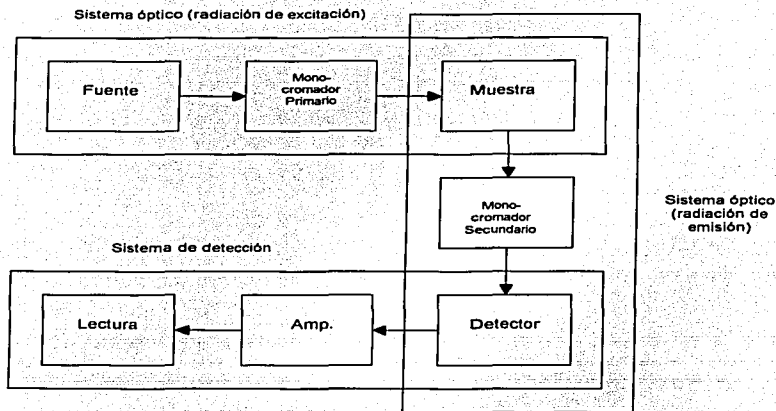 Sistema óptico (radiación de excitación)
Fuente
Mono-
cromador
Primario
Muestra
Mono-
cromador
Secundario
Sistema óptico
(radiación de
emisión)
Sistema de detección
Lectura
Amp.
Detector